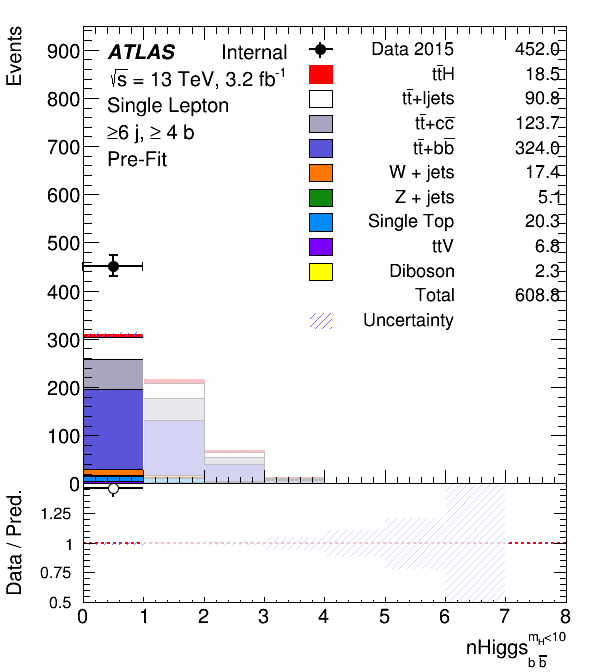 Events
900
800
700
600
500
400
300
200
100
0
ATLAS Internal
√s = 13 TeV, 3.2 fb⁻¹
Single Lepton
≥6 j, ≥ 4 b
Pre-Fit
Data 2015 452.0
tt̄H 18.5
tt̄+ljets 90.8
tt̄+cc̄ 123.7
tt̄+bb̄ 324.0
W + jets 17.4
Z + jets 5.1
Single Top 20.3
ttV 6.8
Diboson 2.3
Total 608.8
Uncertainty
Data / Pred.
1.25
1
0.75
0.5
0 1 2 3 4 5 6 7 8
nHiggs m_H<10 b b̄